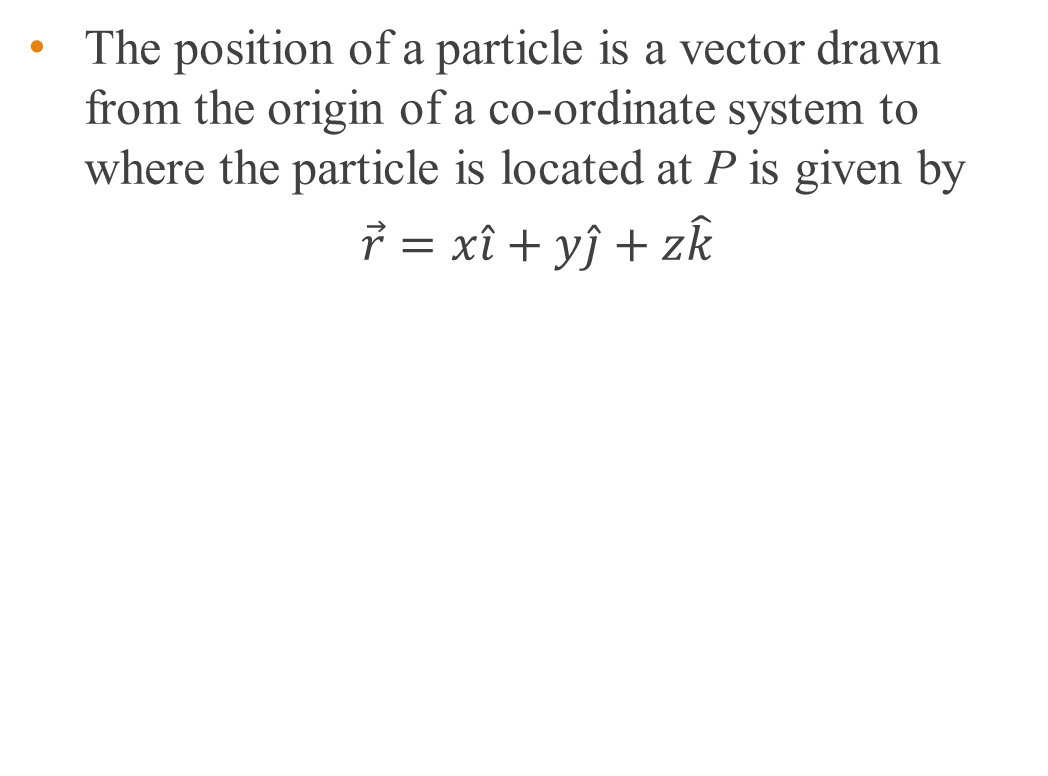 • The position of a particle is a vector drawn
from the origin of a co-ordinate system to
where the particle is located at P is given by
r⃗ = xî + yĵ + zk̂